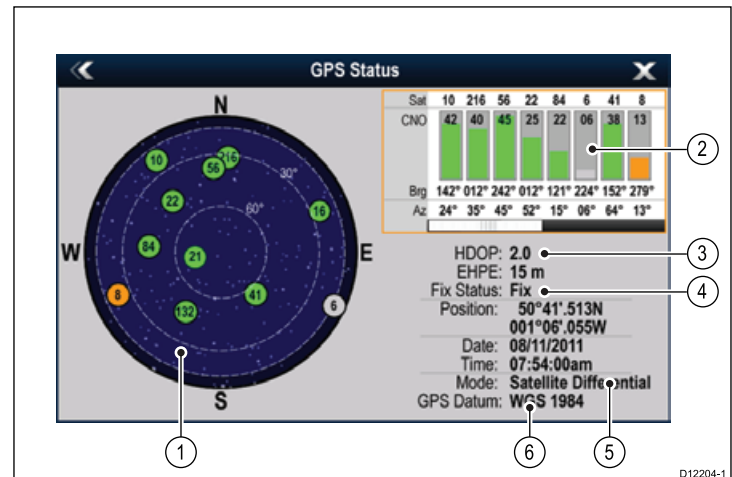 GPS Status
N
W
E
S
10
216
56
30°
22
16
60°
84
21
8
41
6
132
Sat 10 216 56 22 84 6 41 8
CNO 42 40 45 25 22 06 38 13
Brg 142° 012° 242° 012° 121° 224° 152° 279°
Az 24° 35° 45° 52° 15° 06° 64° 13°
HDOP: 2.0
EHPE: 15 m
Fix Status: Fix
Position: 50°41'.513N
001°06'.055W
Date: 08/11/2011
Time: 07:54:00am
Mode: Satellite Differential
GPS Datum: WGS 1984
2
3
4
1
6
5
D12204-1